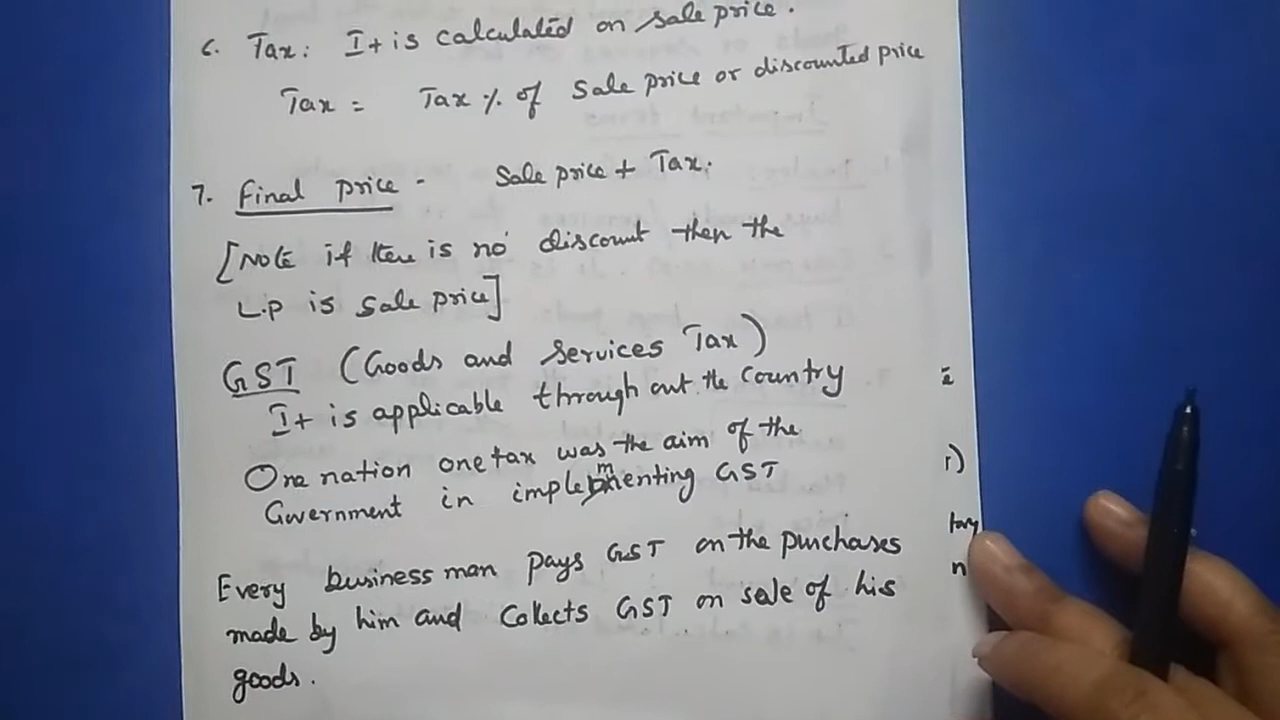 6. Tax: It is calculated on sale price.
Tax = Tax % of sale price or discounted price
7. Final price - Sale price + Tax.
[Note if there is no discount then the
L.P is sale price]
GST (Goods and Services Tax)
It is applicable through out the country
One nation one tax was the aim of the
Government in implementing GST
Every business man pays GST on the purchases
made by him and collects GST on sale of his
goods.